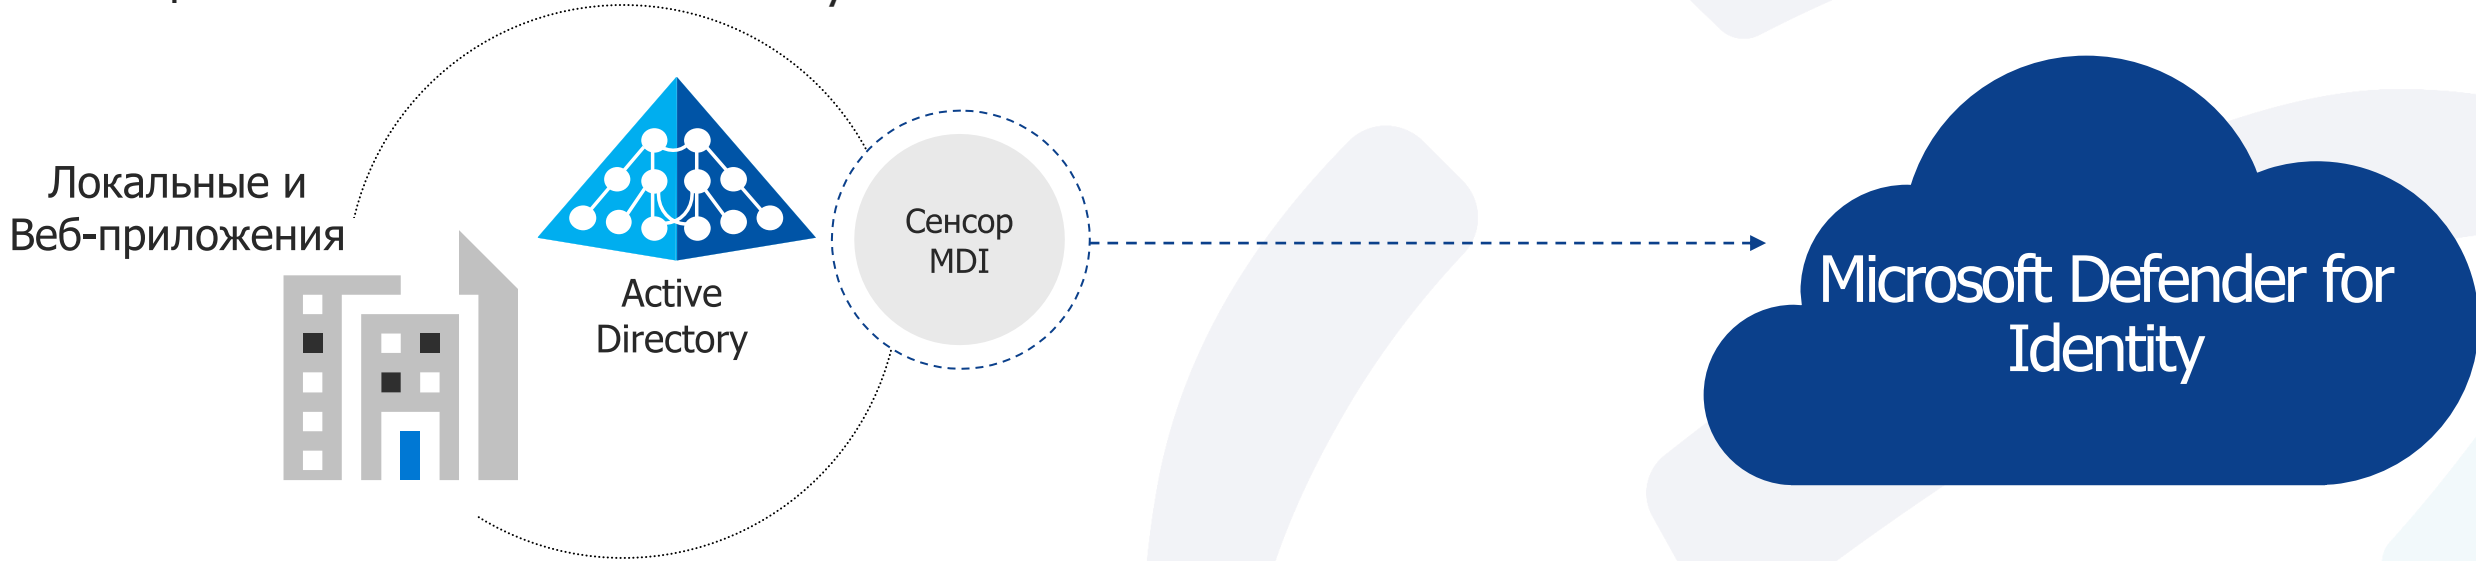 Локальные и
Веб-приложения
Active
Directory
Сенсор
MDI
Microsoft Defender for
Identity